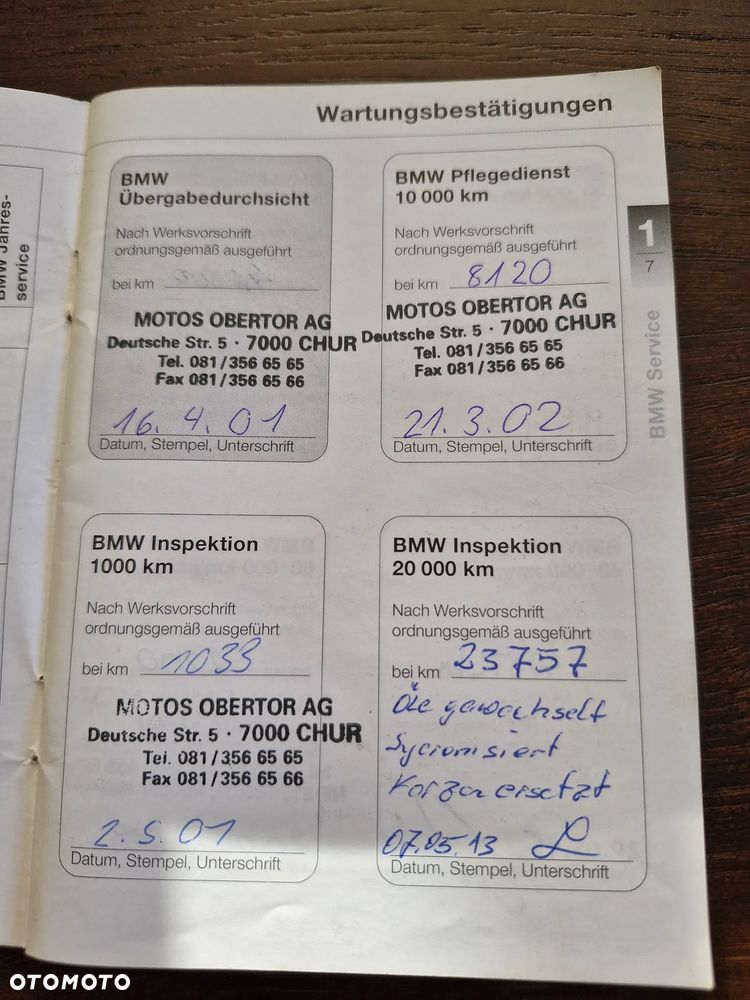 Wartungsbestätigungen
BMW Jahres-
service
BMW
Übergabedurchsicht
Nach Werksvorschrift
ordnungsgemäß ausgeführt
bei km
MOTOS OBERTOR AG
Deutsche Str. 5 · 7000 CHUR
Tel. 081/356 65 65
Fax 081/356 65 66
16. 4. 01
Datum, Stempel, Unterschrift
BMW Pflegedienst
10 000 km
Nach Werksvorschrift
ordnungsgemäß ausgeführt
bei km 8120
MOTOS OBERTOR AG
Deutsche Str. 5 · 7000 CHUR
Tel. 081/356 65 65
Fax 081/356 65 66
21. 3. 02
Datum, Stempel, Unterschrift
BMW Inspektion
1000 km
Nach Werksvorschrift
ordnungsgemäß ausgeführt
bei km 1033
MOTOS OBERTOR AG
Deutsche Str. 5 · 7000 CHUR
Tel. 081/356 65 65
Fax 081/356 65 66
2. 5. 01
Datum, Stempel, Unterschrift
BMW Inspektion
20 000 km
Nach Werksvorschrift
ordnungsgemäß ausgeführt
bei km 23757
Öle gewechselt
Sycronisiert
ersetzt
07.05.13
Datum, Stempel, Unterschrift
1
7
BMW Service
OTOMOTO